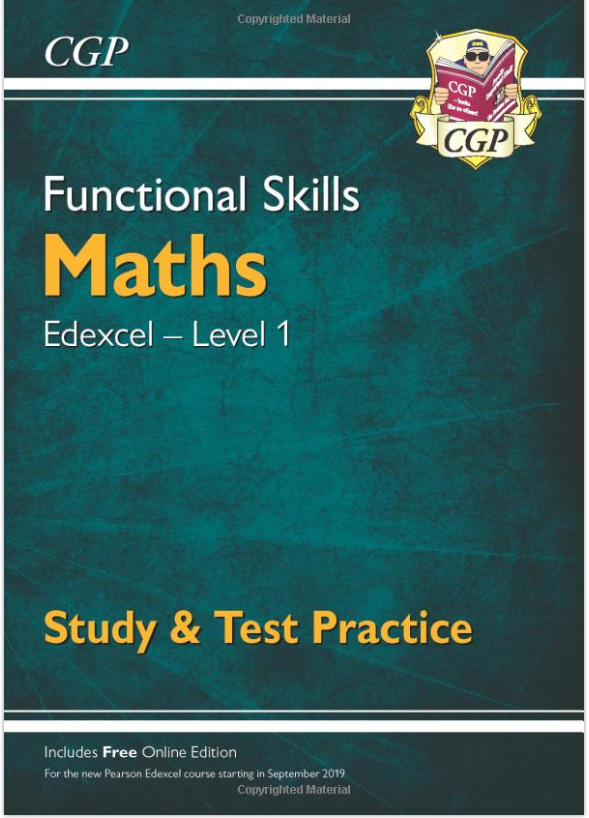 Copyrighted Material
CGP
CGP
CGP
Functional Skills
Maths
Edexcel – Level 1
Study & Test Practice
Includes Free Online Edition
For the new Pearson Edexcel course starting in September 2019
Copyrighted Material